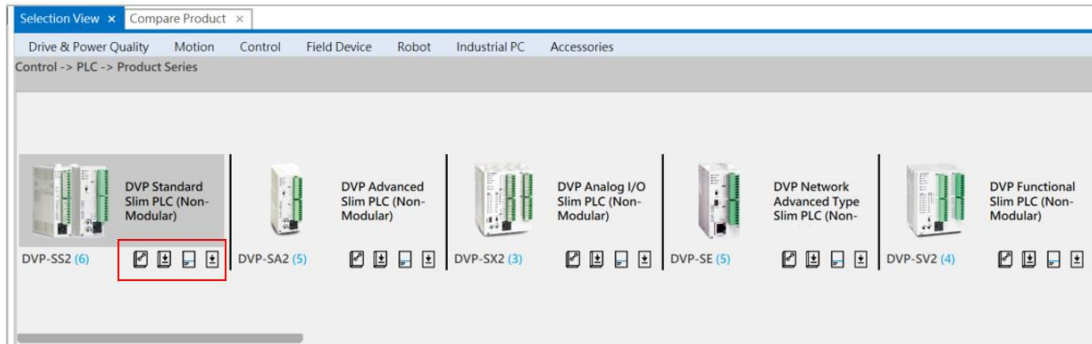 Selection View ×
Compare Product ×
Drive & Power Quality Motion Control Field Device Robot Industrial PC Accessories
Control -> PLC -> Product Series
DVP Standard
Slim PLC (Non-
Modular)
DVP-SS2 (6)
DVP Advanced
Slim PLC (Non-
Modular)
DVP-SA2 (5)
DVP Analog I/O
Slim PLC (Non-
Modular)
DVP-SX2 (3)
DVP Network
Advanced Type
Slim PLC (Non-
DVP-SE (5)
DVP Functional
Slim PLC (Non-
Modular)
DVP-SV2 (4)